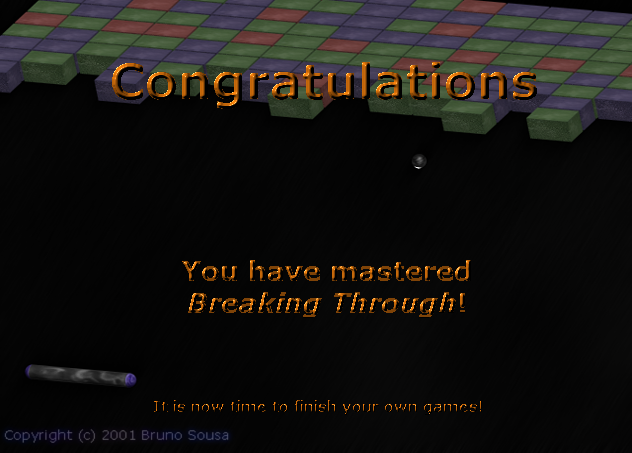 Congratulations
You have mastered
Breaking Through!
It is now time to finish your own games!
Copyright (c) 2001 Bruno Sousa